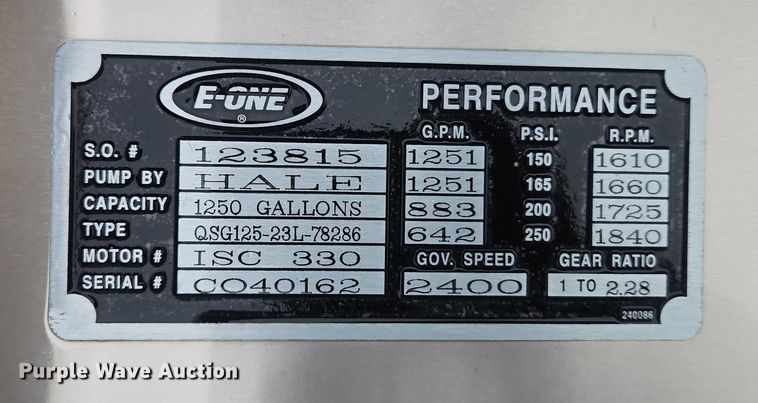 E-ONE ®
PERFORMANCE
G.P.M. P.S.I. R.P.M.
S.O. # 123815 1251 150 1610
PUMP BY HALE 1251 165 1660
CAPACITY 1250 GALLONS 883 200 1725
TYPE QSG125-23L-78286 642 250 1840
MOTOR # ISC 330 GOV. SPEED GEAR RATIO
SERIAL # CO40162 2400 1 TO 2.28
240086
Purple Wave Auction